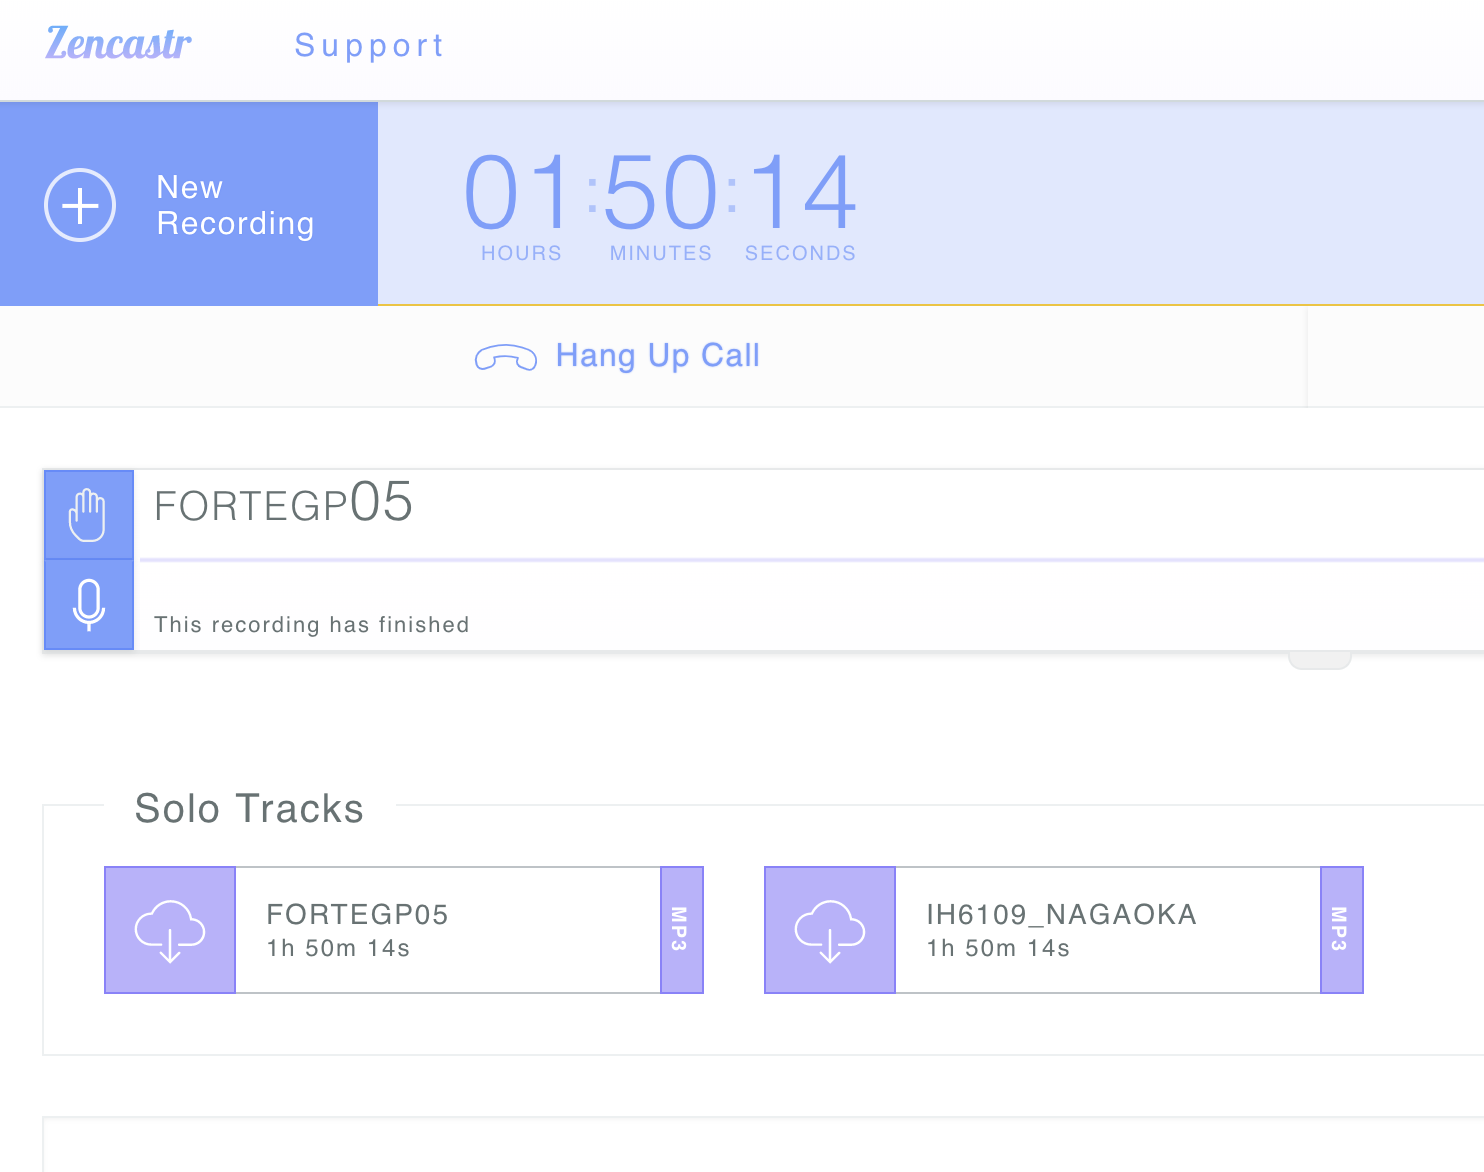 Zencastr Support
New
Recording
01:50:14
HOURS MINUTES SECONDS
Hang Up Call
FORTEGP05
This recording has finished
Solo Tracks
FORTEGP05
1h 50m 14s
MP3
IH6109_NAGAOKA
1h 50m 14s
MP3